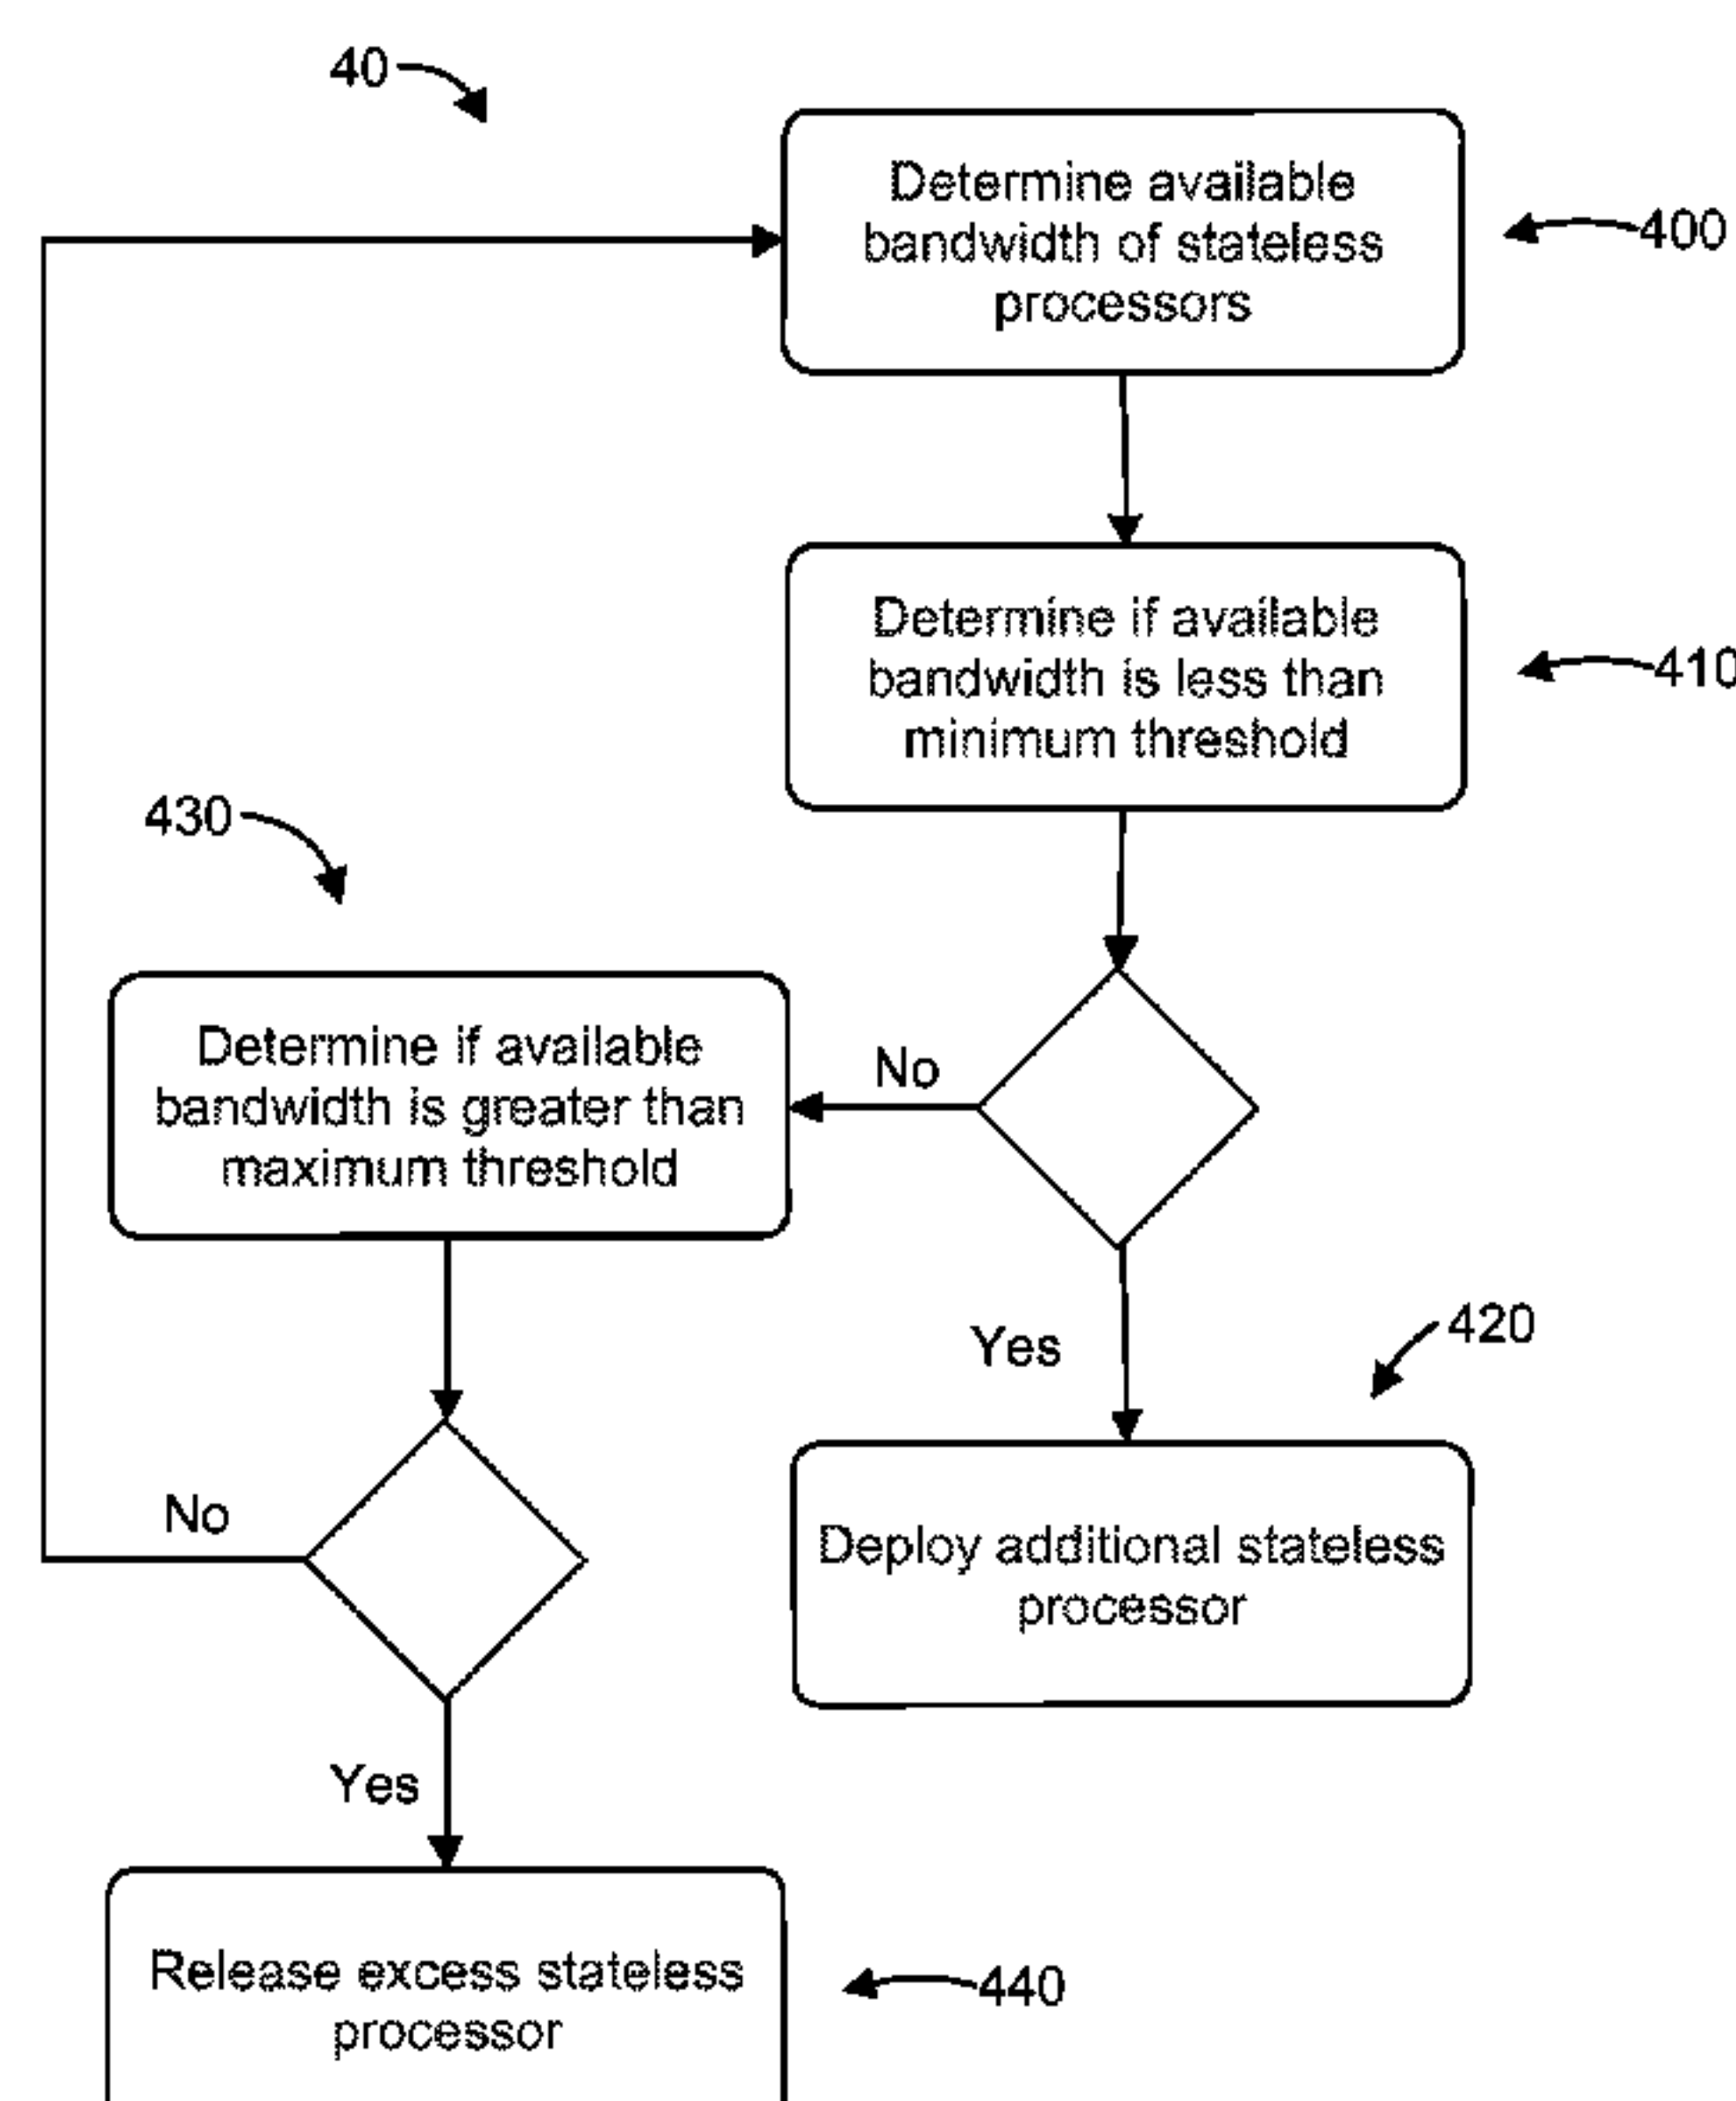 40
Determine available
bandwidth of stateless
processors
400
Determine if available
bandwidth is less than
minimum threshold
410
430
Determine if available
bandwidth is greater than
maximum threshold
No
Yes
420
Deploy additional stateless
processor
No
Yes
Release excess stateless
processor
440